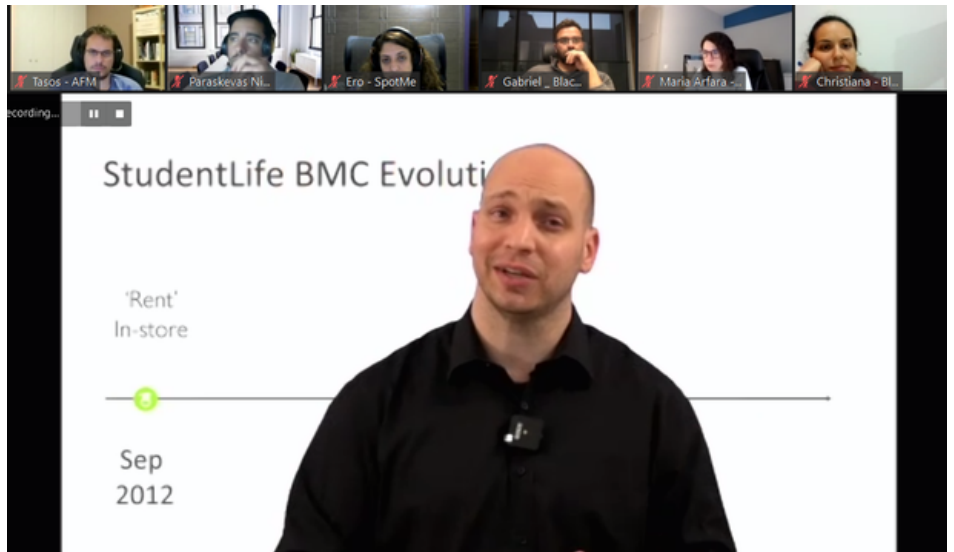 Tasos - AFM
Paraskevas Ni...
Ero - SpotMe
Gabriel _ Blac...
Maria Arfara -...
Christiana - Bl...
ecording...
StudentLife BMC Evoluti
'Rent'
In-store
Sep
2012